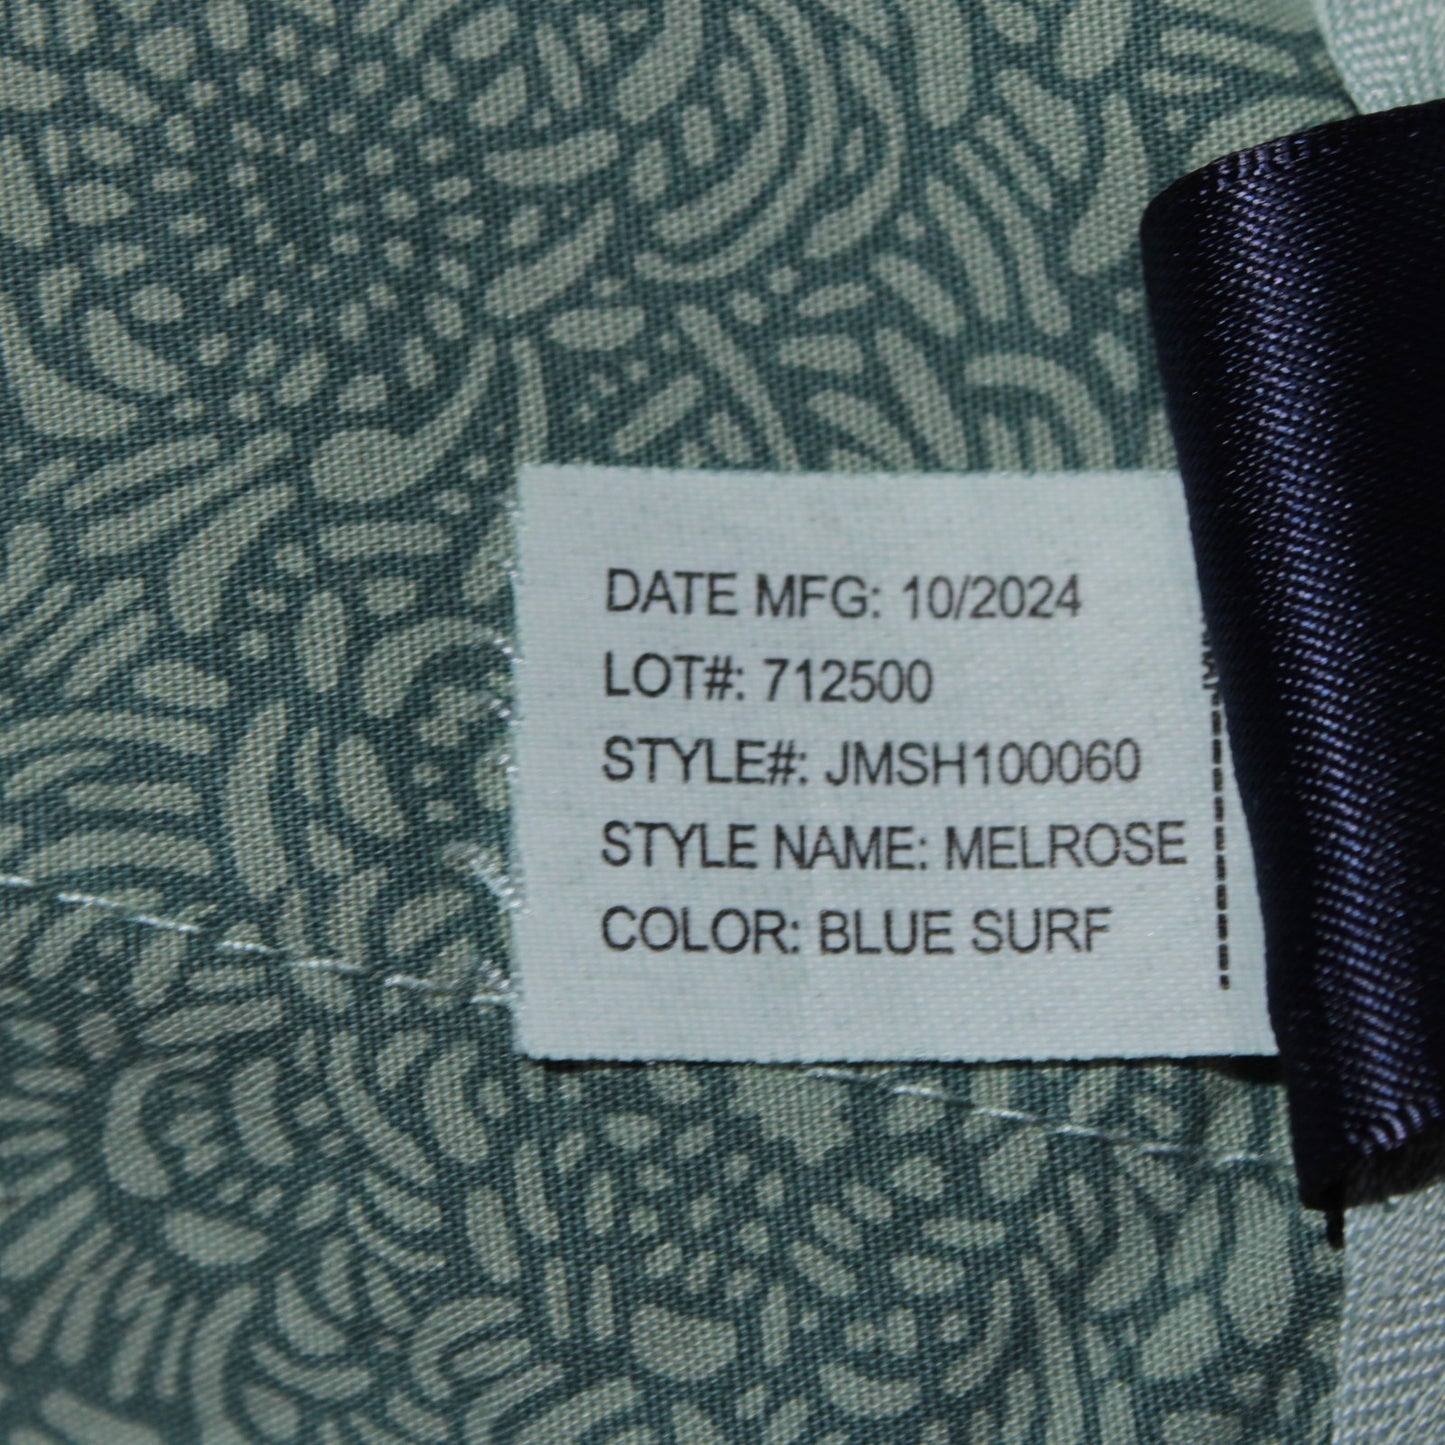 DATE MFG: 10/2024
LOT#: 712500
STYLE#: JMSH100060
STYLE NAME: MELROSE
COLOR: BLUE SURF